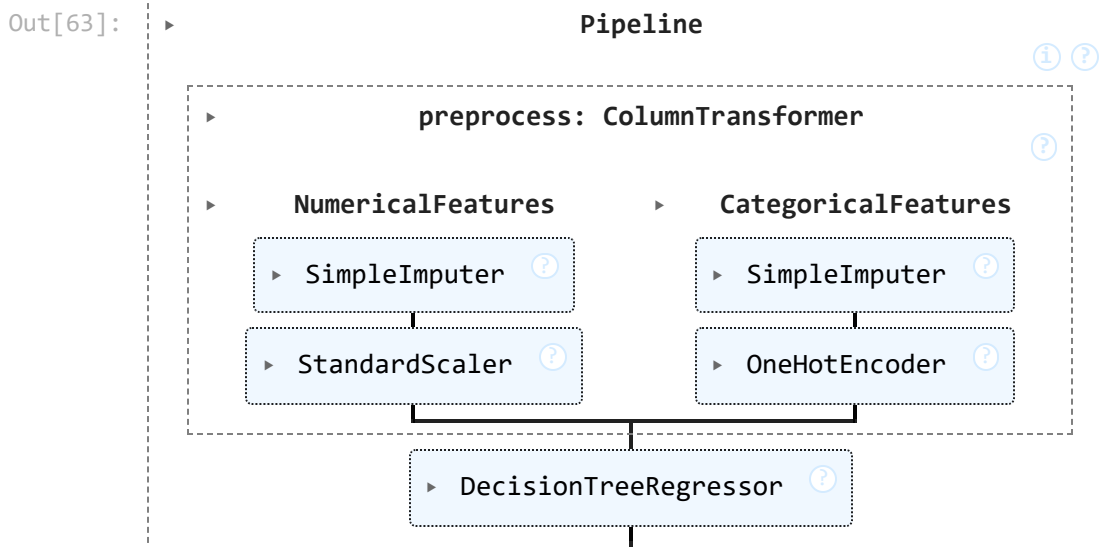 Out[63]: ▸ Pipeline
i ?
▸ preprocess: ColumnTransformer
?
▸ NumericalFeatures ▸ CategoricalFeatures
▸ SimpleImputer ? ▸ SimpleImputer ?
▸ StandardScaler ? ▸ OneHotEncoder ?
▸ DecisionTreeRegressor ?